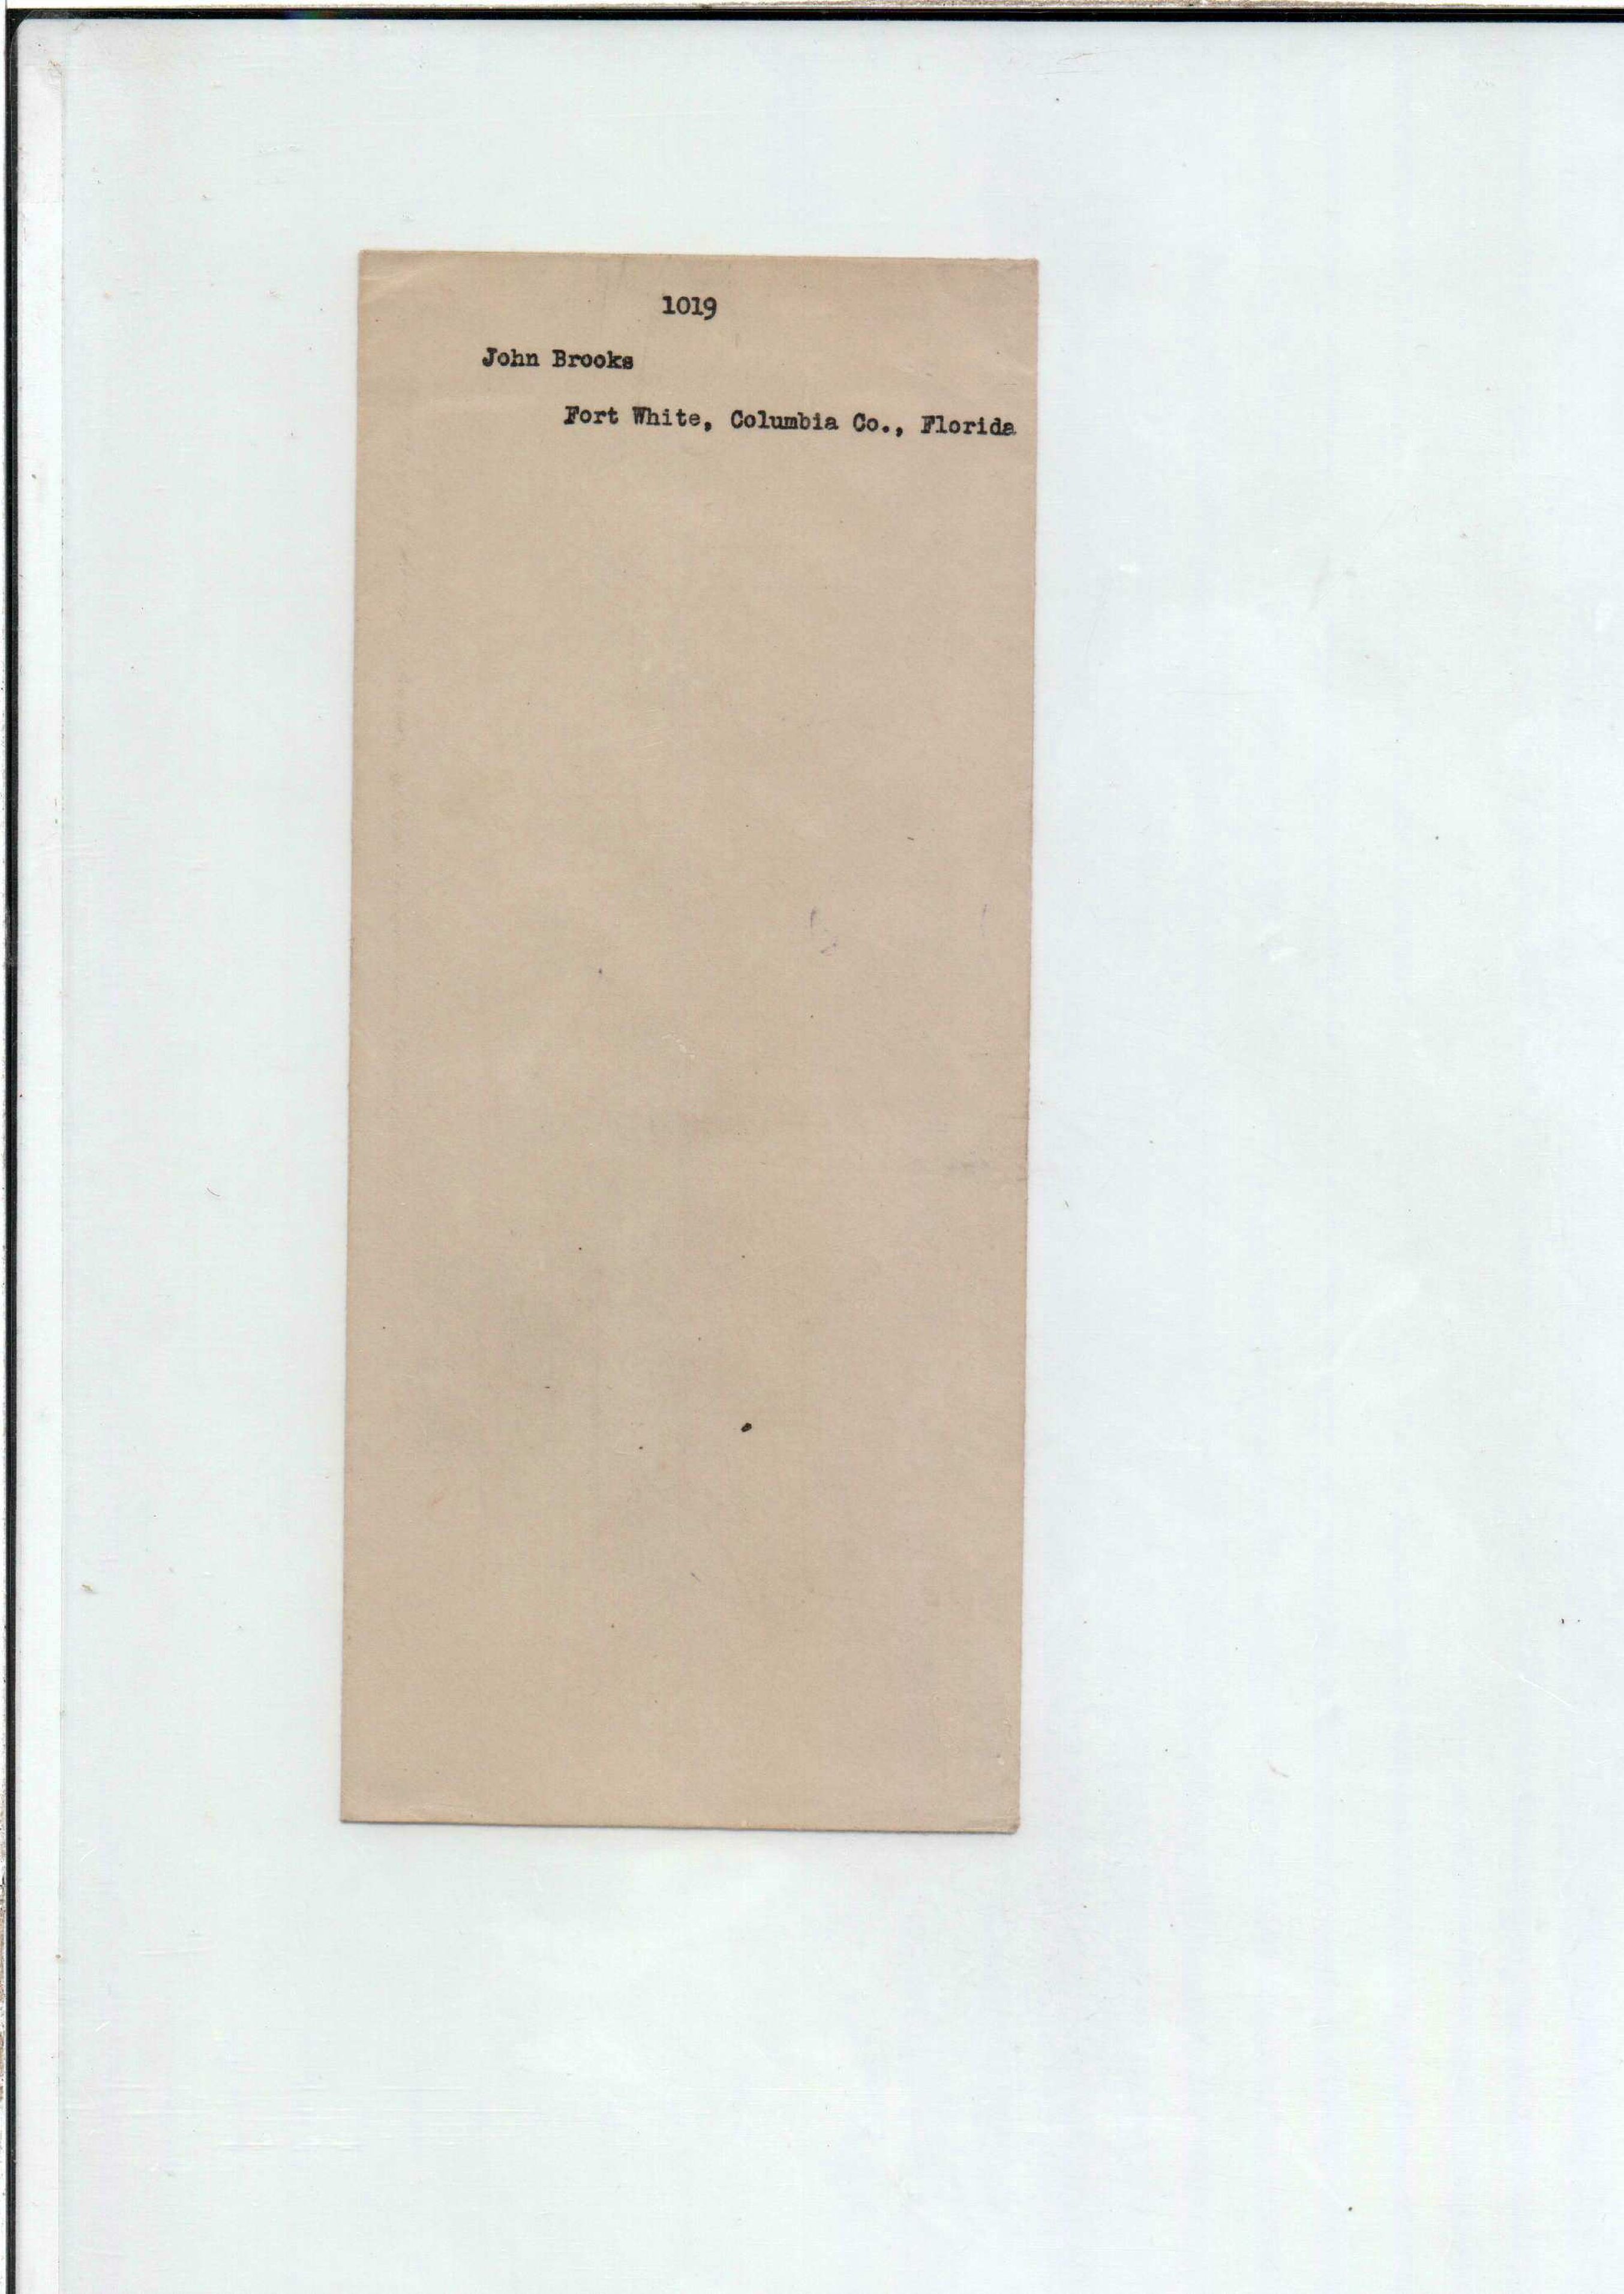 1019
John Brooks
Fort White, Columbia Co., Florida